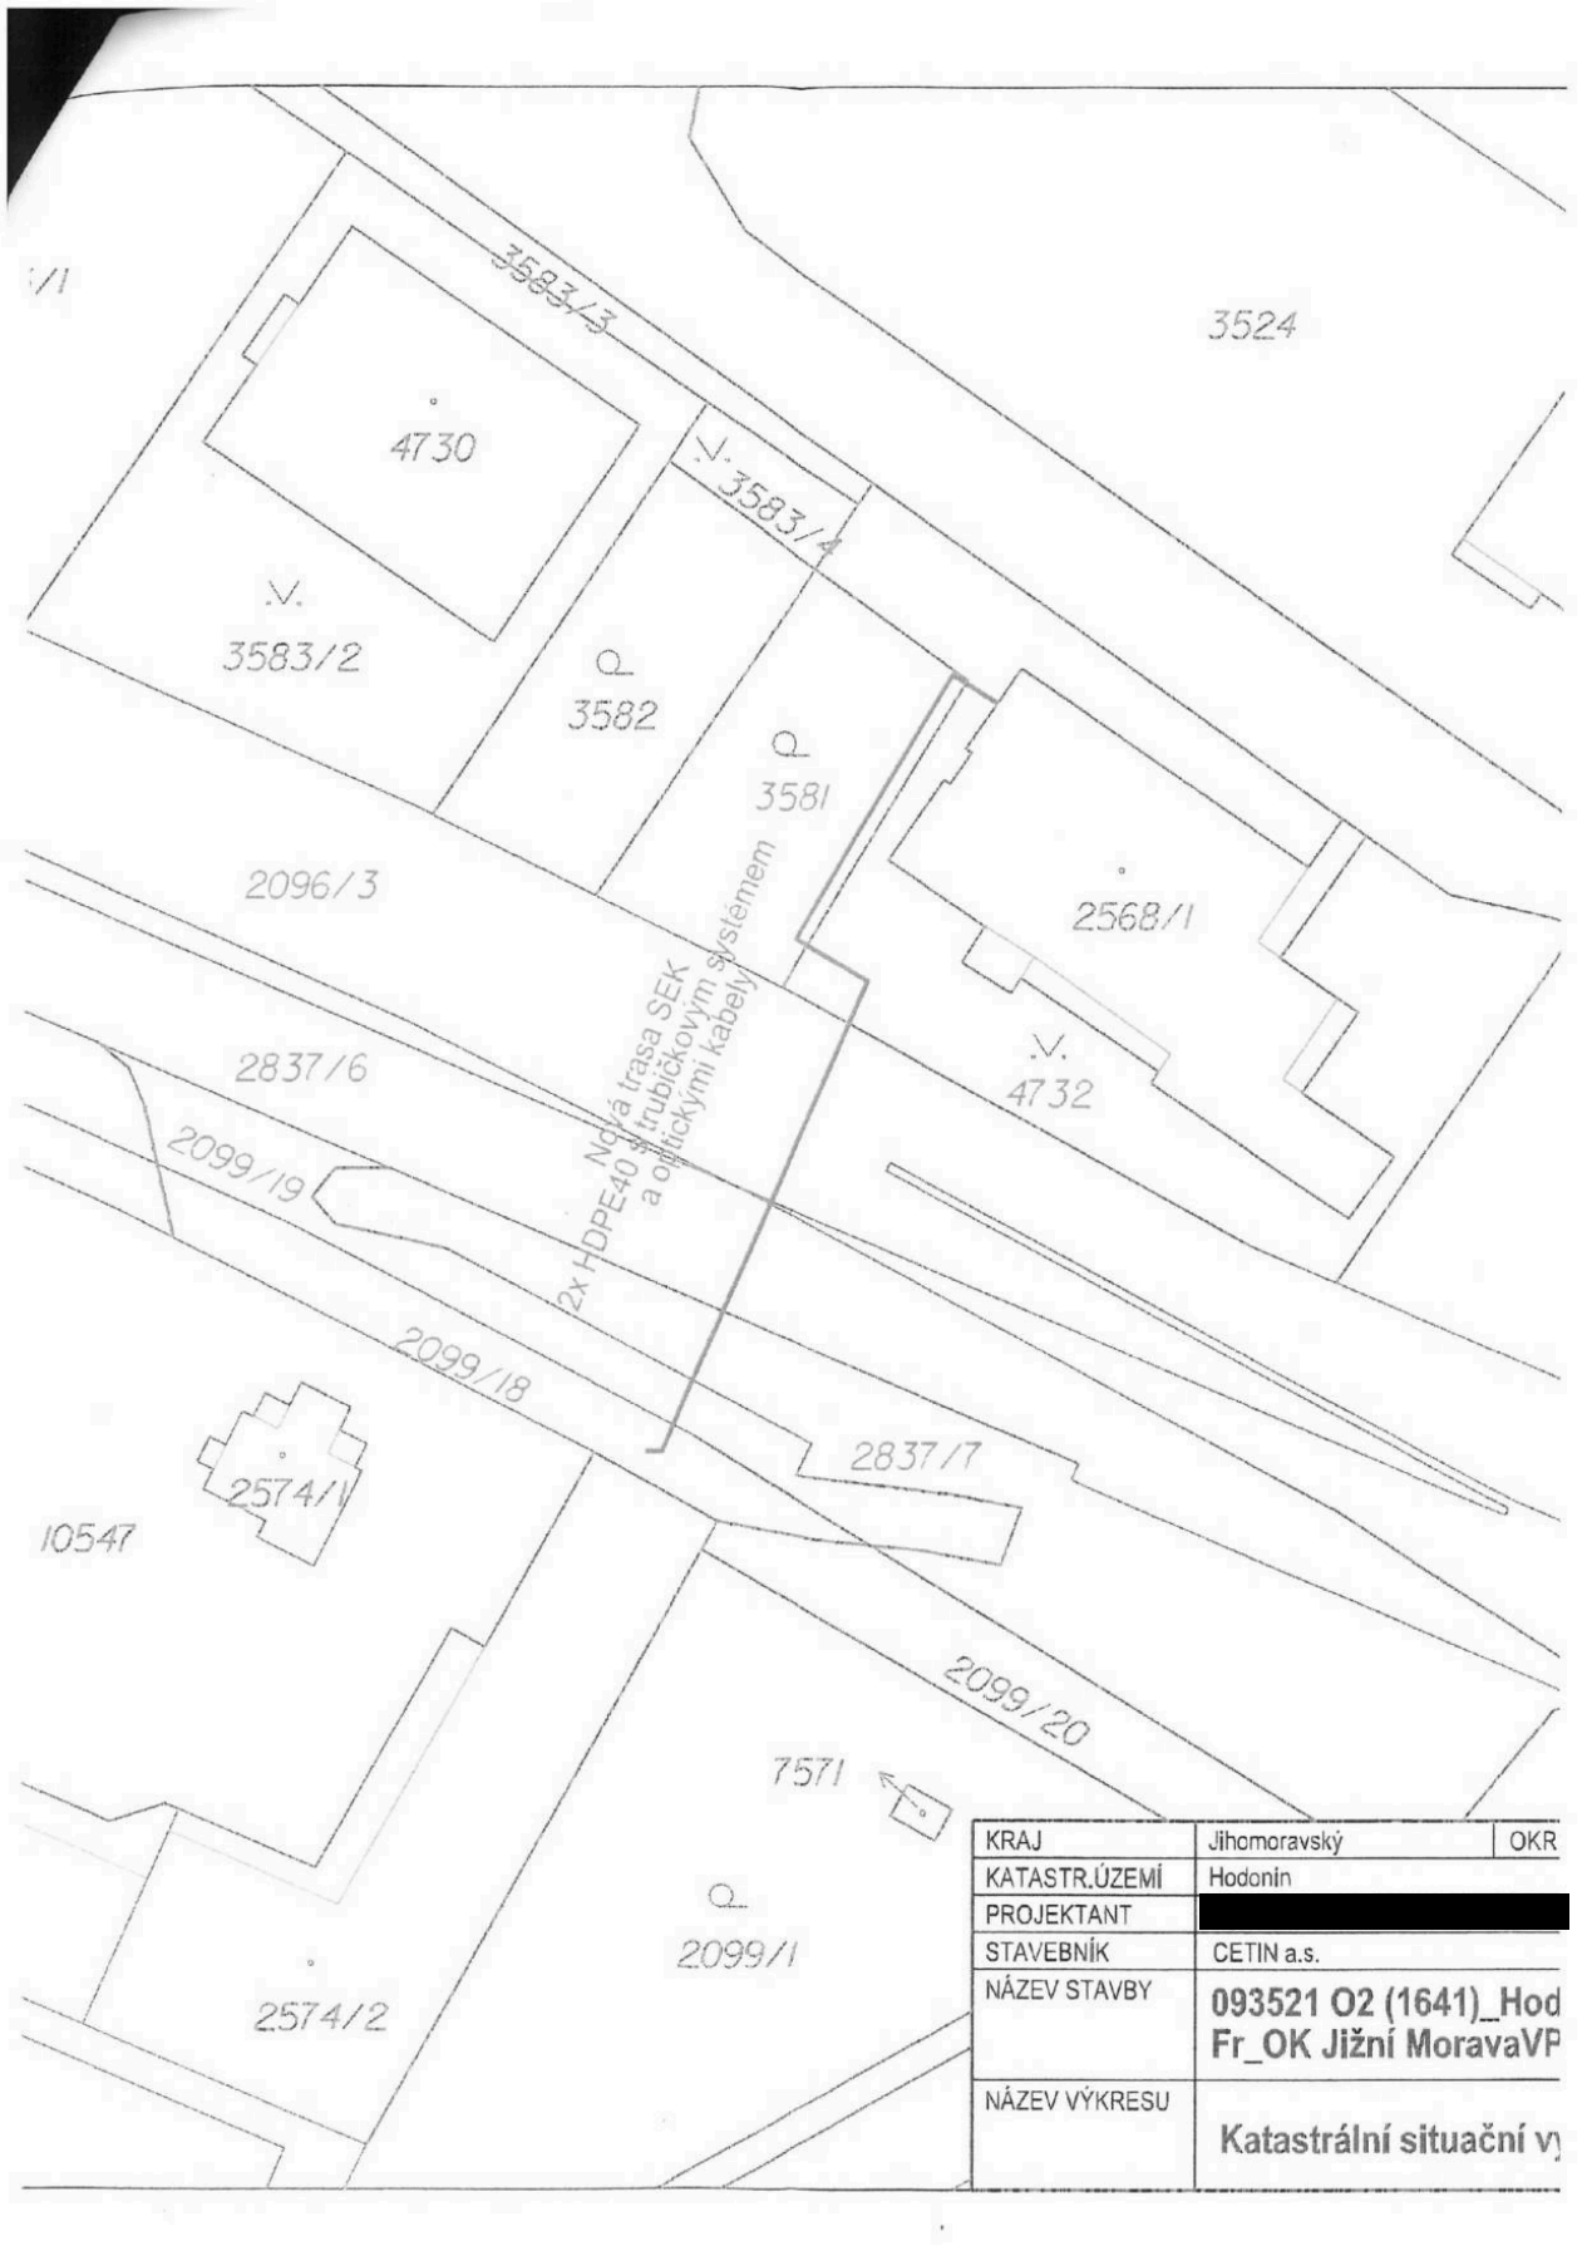 /1
3583/3
3524
4730
3583/4
3583/2
3582
3581
2096/3
2568/1
Nová trasa SEK
2x HDPE40 s trubičkovým systémem
a optickými kabely
2837/6
4732
2099/19
2099/18
2837/7
2574/1
10547
2099/20
7571
2099/1
2574/2
KRAJ Jihomoravský OKR
KATASTR.ÚZEMÍ Hodonín
PROJEKTANT
STAVEBNÍK CETIN a.s.
NÁZEV STAVBY 093521 O2 (1641)_Hod
Fr_OK Jižní MoravaVP
NÁZEV VÝKRESU
Katastrální situační vý